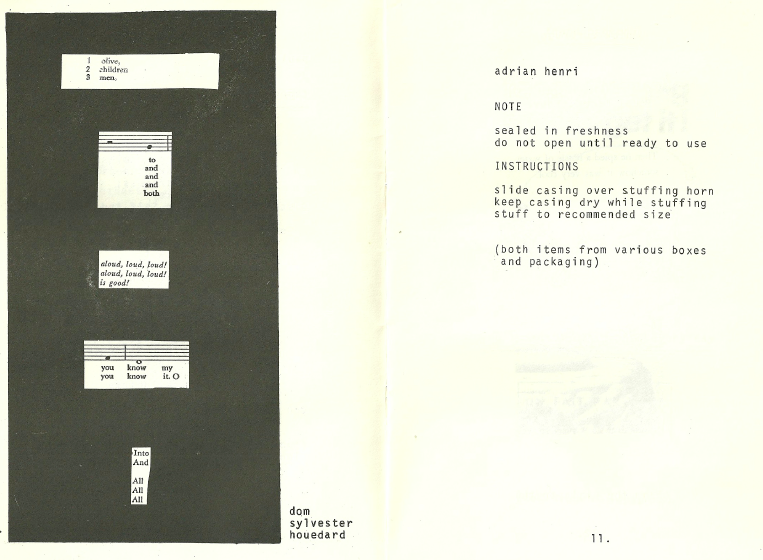 1 olive,
2 children
3 men,
to
and
and
and
both
aloud, loud, loud!
aloud, loud, loud!
is good!
you know my
you know it. O
Into
And
All
All
All
dom
sylvester
houedard
adrian henri
NOTE
sealed in freshness
do not open until ready to use
INSTRUCTIONS
slide casing over stuffing horn
keep casing dry while stuffing
stuff to recommended size
(both items from various boxes
and packaging)
11.